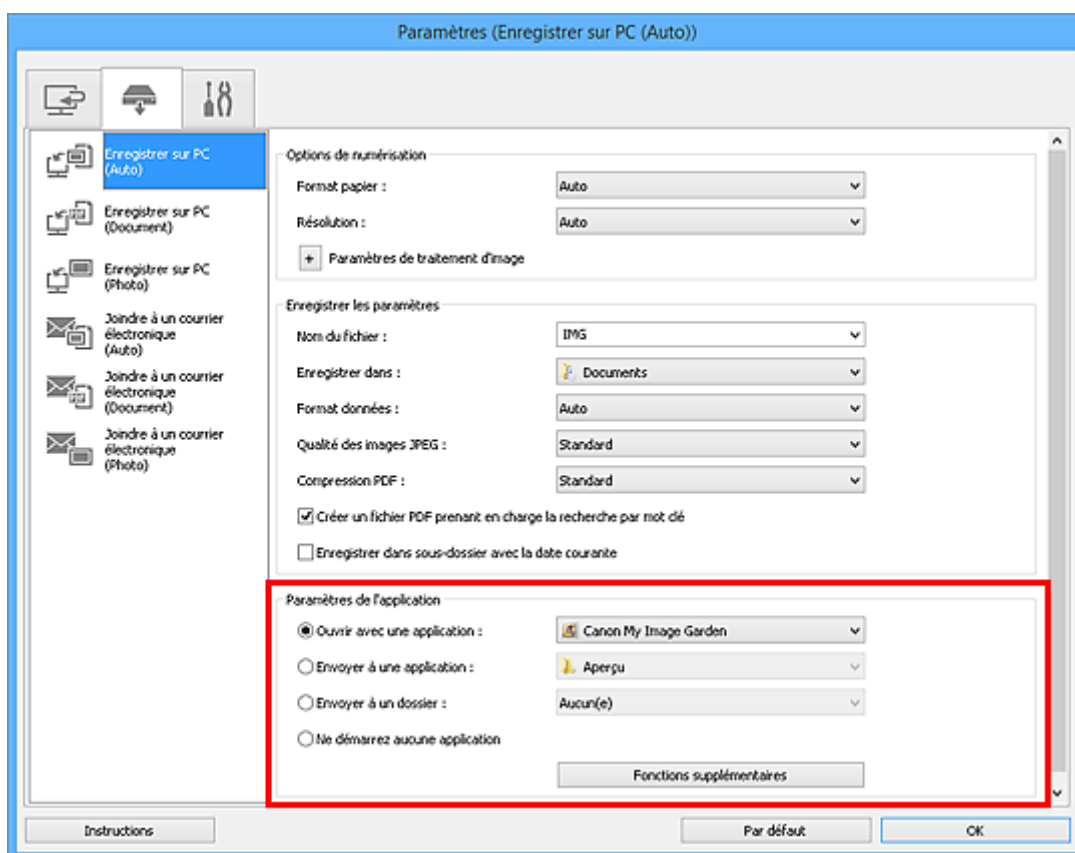 Paramètres (Enregistrer sur PC (Auto))
Enregistrer sur PC
(Auto)
Enregistrer sur PC
(Document)
Enregistrer sur PC
(Photo)
Joindre à un courrier
électronique
(Auto)
Joindre à un courrier
électronique
(Document)
Joindre à un courrier
électronique
(Photo)
Options de numérisation
Format papier : Auto
Résolution : Auto
+ Paramètres de traitement d'image
Enregistrer les paramètres
Nom du fichier : IMG
Enregistrer dans : Documents
Format données : Auto
Qualité des images JPEG : Standard
Compression PDF : Standard
Créer un fichier PDF prenant en charge la recherche par mot clé
Enregistrer dans sous-dossier avec la date courante
Paramètres de l'application
Ouvrir avec une application : Canon My Image Garden
Envoyer à une application : Aperçu
Envoyer à un dossier : Aucun(e)
Ne démarrez aucune application
Fonctions supplémentaires
Instructions Par défaut OK